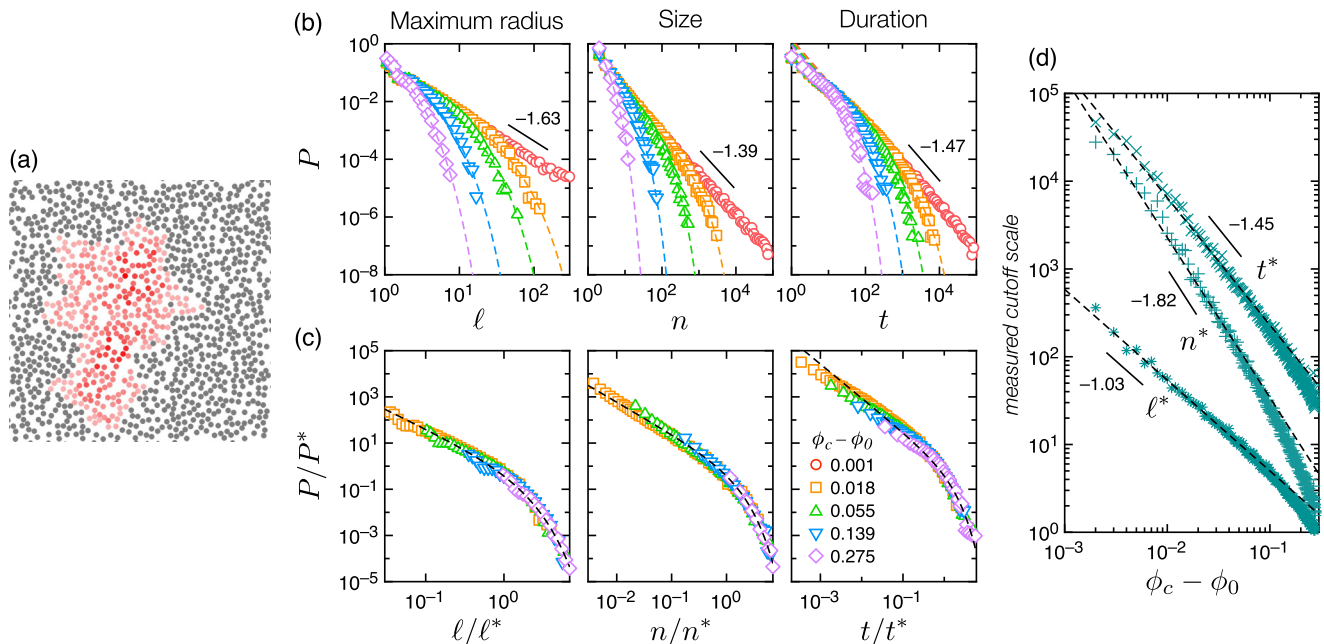 (a)
(b)
Maximum radius
Size
Duration
P
10^0
10^−2
10^−4
10^−6
10^−8
−1.63
−1.39
−1.47
10^0 10^1 10^2
10^0 10^2 10^4
10^0 10^2 10^4
ℓ
n
t
(c)
P/P*
10^5
10^3
10^1
10^−1
10^−3
10^−5
ϕ_c − ϕ_0
0.001
0.018
0.055
0.139
0.275
10^−1 10^0
10^−2 10^−1 10^0
10^−3 10^−1
ℓ/ℓ*
n/n*
t/t*
(d)
measured cutoff scale
10^5
10^4
10^3
10^2
10^1
10^0
−1.45
t*
−1.82
n*
−1.03
ℓ*
10^−3 10^−2 10^−1
ϕ_c − ϕ_0